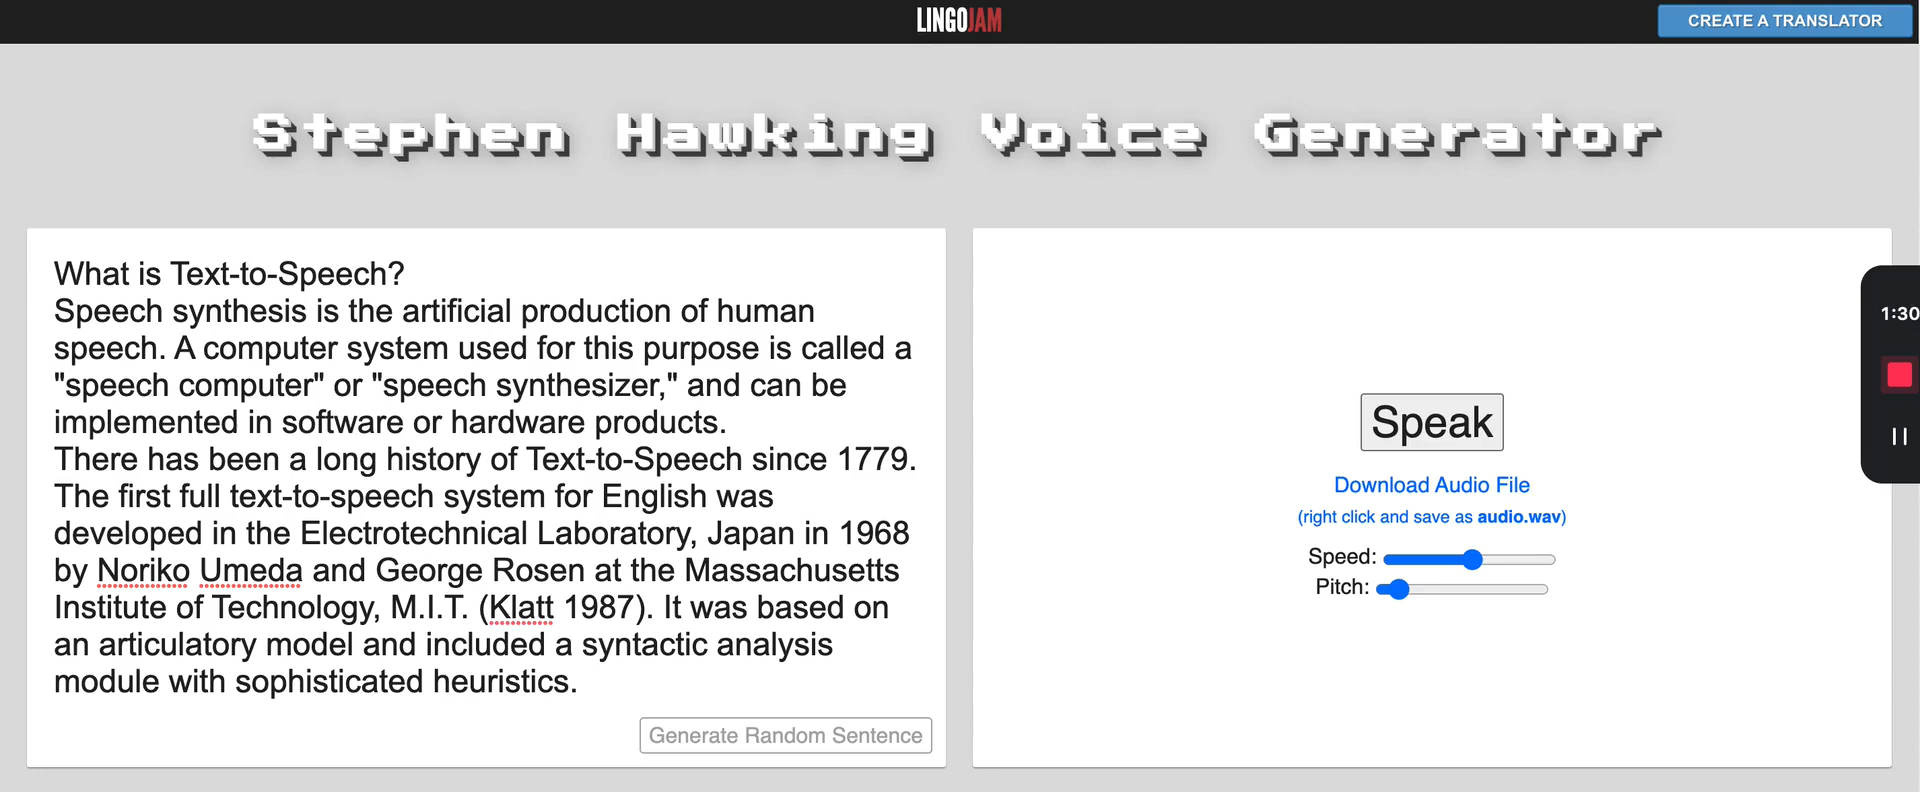 LINGOJAM
CREATE A TRANSLATOR
Stephen Hawking Voice Generator
What is Text-to-Speech?
Speech synthesis is the artificial production of human
speech. A computer system used for this purpose is called a
"speech computer" or "speech synthesizer," and can be
implemented in software or hardware products.
There has been a long history of Text-to-Speech since 1779.
The first full text-to-speech system for English was
developed in the Electrotechnical Laboratory, Japan in 1968
by Noriko Umeda and George Rosen at the Massachusetts
Institute of Technology, M.I.T. (Klatt 1987). It was based on
an articulatory model and included a syntactic analysis
module with sophisticated heuristics.
Generate Random Sentence
Speak
Download Audio File
(right click and save as audio.wav)
Speed:
Pitch:
1:30